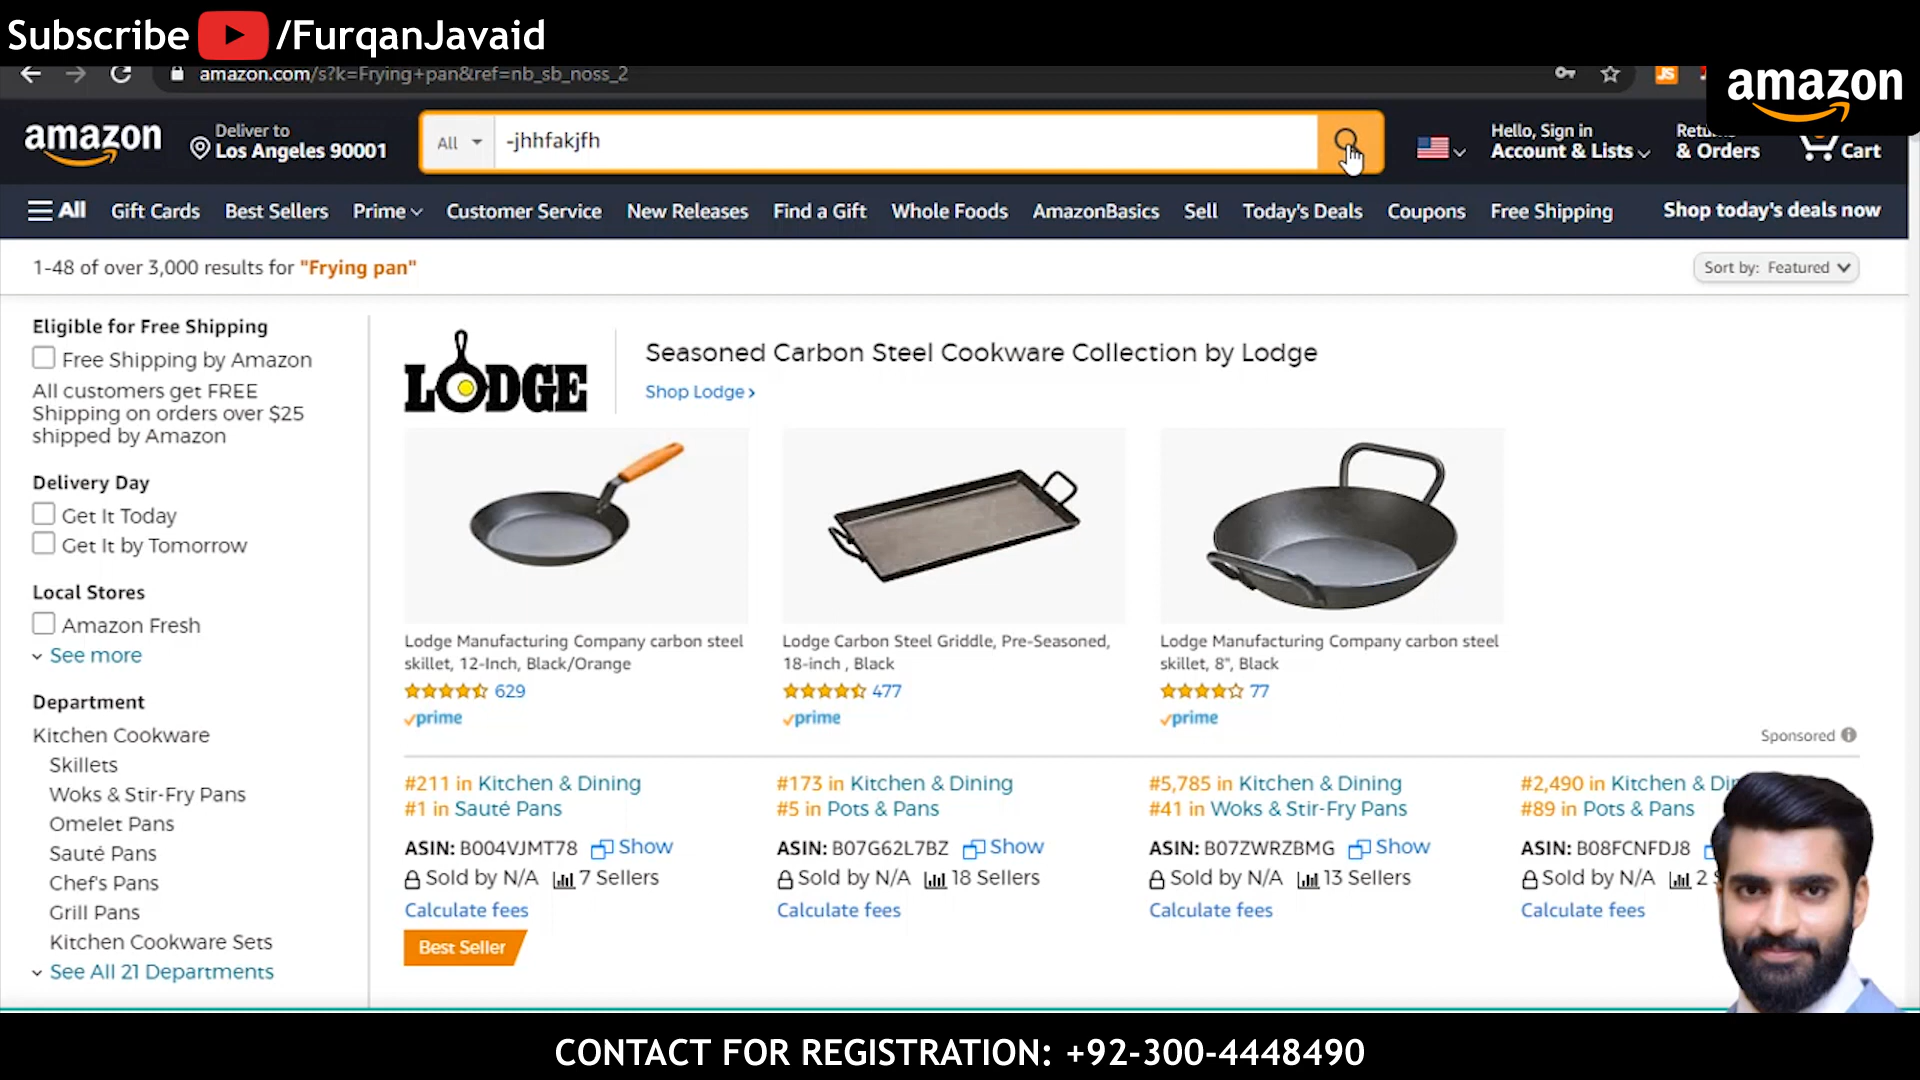 Subscribe /FurqanJavaid
amazon.com/s?k=Frying+pan&ref=nb_sb_noss_2
JS
amazon
amazon
Deliver to
Los Angeles 90001
All
-jhhfakjfh
Hello, Sign in
Account & Lists
& Orders
Cart
All
Gift Cards
Best Sellers
Prime
Customer Service
New Releases
Find a Gift
Whole Foods
AmazonBasics
Sell
Today's Deals
Coupons
Free Shipping
Shop today's deals now
1-48 of over 3,000 results for "Frying pan"
Sort by: Featured
Eligible for Free Shipping
Free Shipping by Amazon
All customers get FREE
Shipping on orders over $25
shipped by Amazon
Delivery Day
Get It Today
Get It by Tomorrow
Local Stores
Amazon Fresh
See more
Department
Kitchen Cookware
Skillets
Woks & Stir-Fry Pans
Omelet Pans
Sauté Pans
Chef's Pans
Grill Pans
Kitchen Cookware Sets
See All 21 Departments
LODGE
Seasoned Carbon Steel Cookware Collection by Lodge
Shop Lodge ›
Lodge Manufacturing Company carbon steel
skillet, 12-Inch, Black/Orange
629
prime
Lodge Carbon Steel Griddle, Pre-Seasoned,
18-inch , Black
477
prime
Lodge Manufacturing Company carbon steel
skillet, 8", Black
77
prime
Sponsored
#211 in Kitchen & Dining
#1 in Sauté Pans
ASIN: B004VJMT78 Show
Sold by N/A 7 Sellers
Calculate fees
Best Seller
#173 in Kitchen & Dining
#5 in Pots & Pans
ASIN: B07G62L7BZ Show
Sold by N/A 18 Sellers
Calculate fees
#5,785 in Kitchen & Dining
#41 in Woks & Stir-Fry Pans
ASIN: B07ZWRZBMG Show
Sold by N/A 13 Sellers
Calculate fees
#2,490 in Kitchen &
#89 in Pots & Pans
ASIN: B08FCNFDJ8
Sold by N/A 2
Calculate fees
CONTACT FOR REGISTRATION: +92-300-4448490